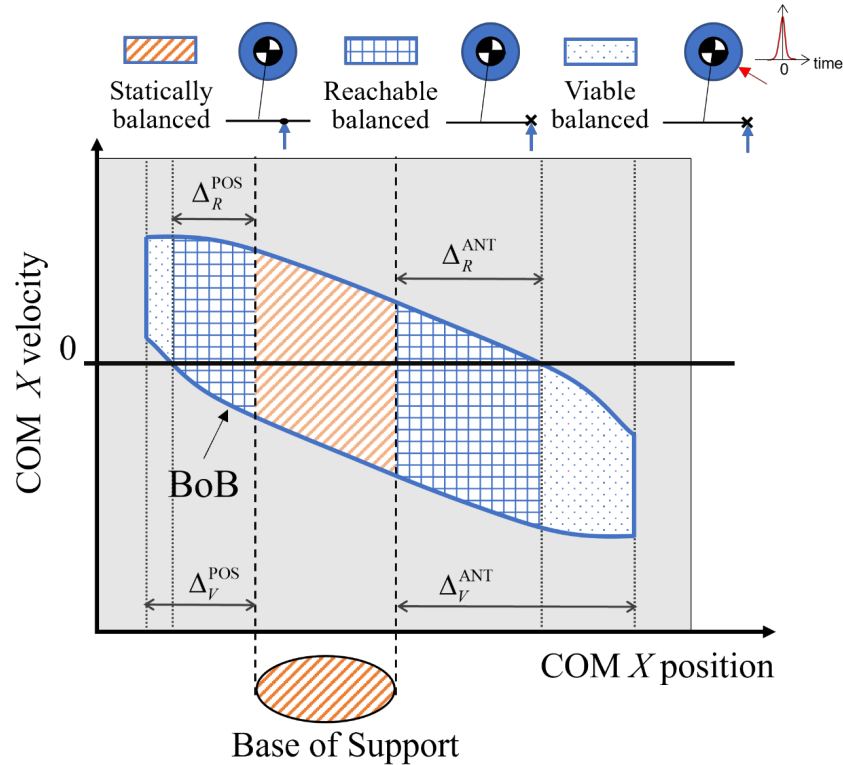 Statically
balanced
Reachable
balanced
Viable
balanced
0
time
Δ_R^POS
Δ_R^ANT
COM X velocity
0
BoB
Δ_V^POS
Δ_V^ANT
COM X position
Base of Support